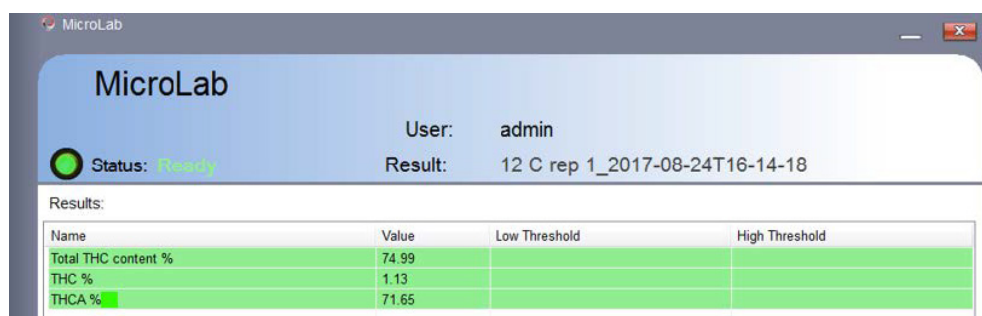 MicroLab
MicroLab
User: admin
Status: Ready
Result: 12 C rep 1_2017-08-24T16-14-18
Results:
Name Value Low Threshold High Threshold
Total THC content % 74.99
THC % 1.13
THCA % 71.65